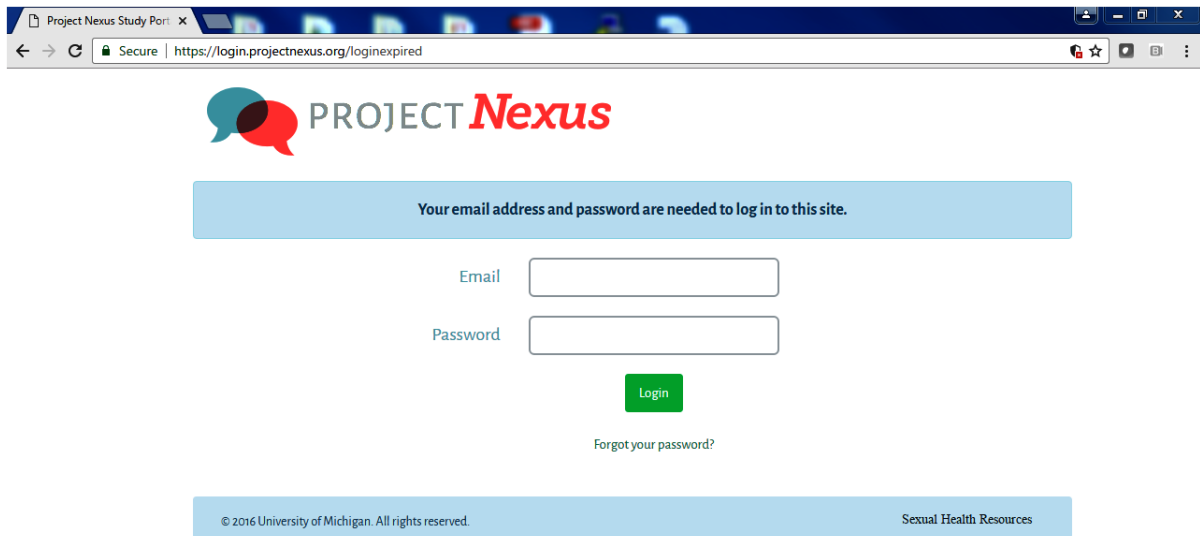 Project Nexus Study Port
Secure | https://login.projectnexus.org/loginexpired
PROJECT Nexus
Your email address and password are needed to log in to this site.
Email
Password
Login
Forgot your password?
© 2016 University of Michigan. All rights reserved.
Sexual Health Resources